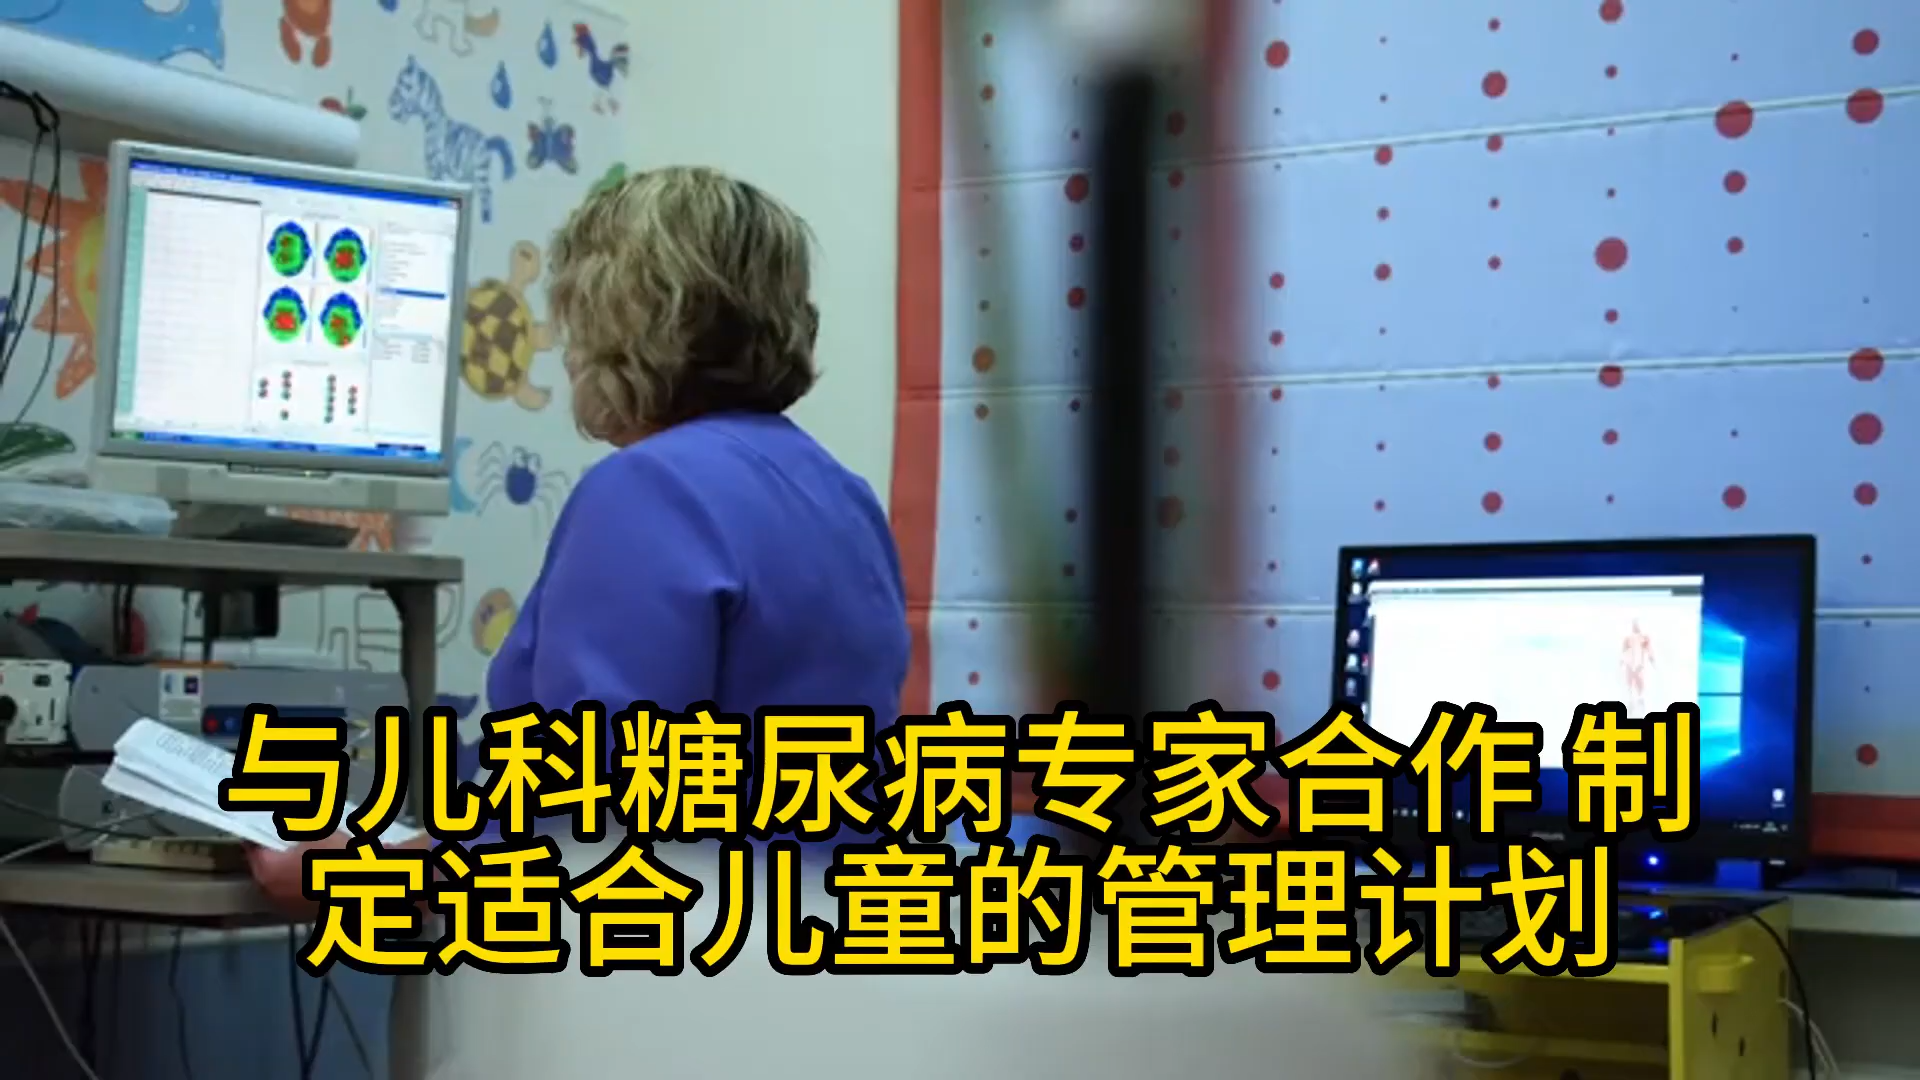 与儿科糖尿病专家合作 制
定适合儿童的管理计划